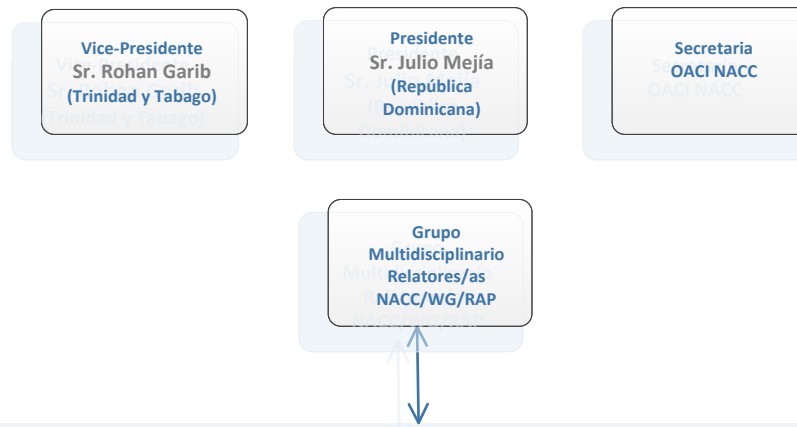 Vice-Presidente
Sr. Rohan Garib
(Trinidad y Tabago)
Presidente
Sr. Julio Mejía
(República
Dominicana)
Secretaria
OACI NACC
Grupo
Multidisciplinario
Relatores/as
NACC/WG/RAP